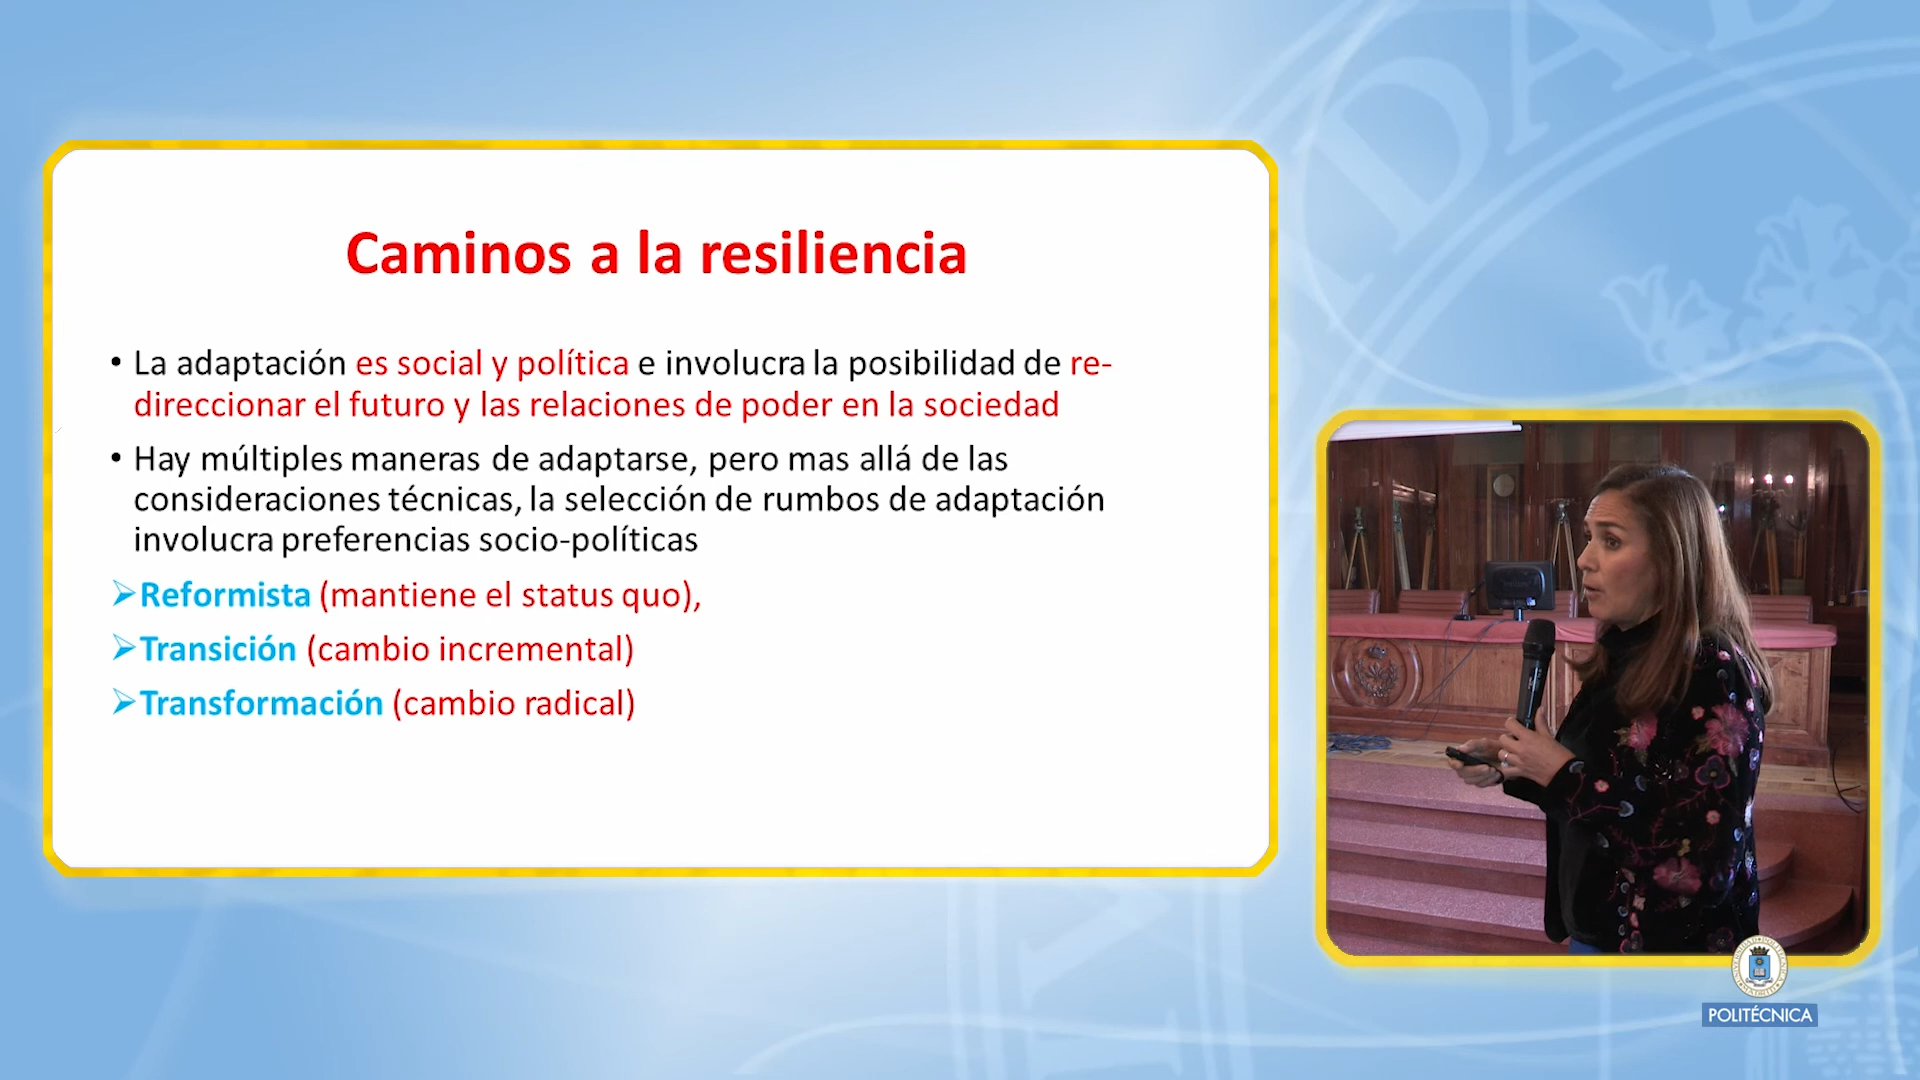 Caminos a la resiliencia
• La adaptación es social y política e involucra la posibilidad de re-
direccionar el futuro y las relaciones de poder en la sociedad
• Hay múltiples maneras de adaptarse, pero mas allá de las
consideraciones técnicas, la selección de rumbos de adaptación
involucra preferencias socio-políticas
➢Reformista (mantiene el status quo),
➢Transición (cambio incremental)
➢Transformación (cambio radical)
POLITÉCNICA